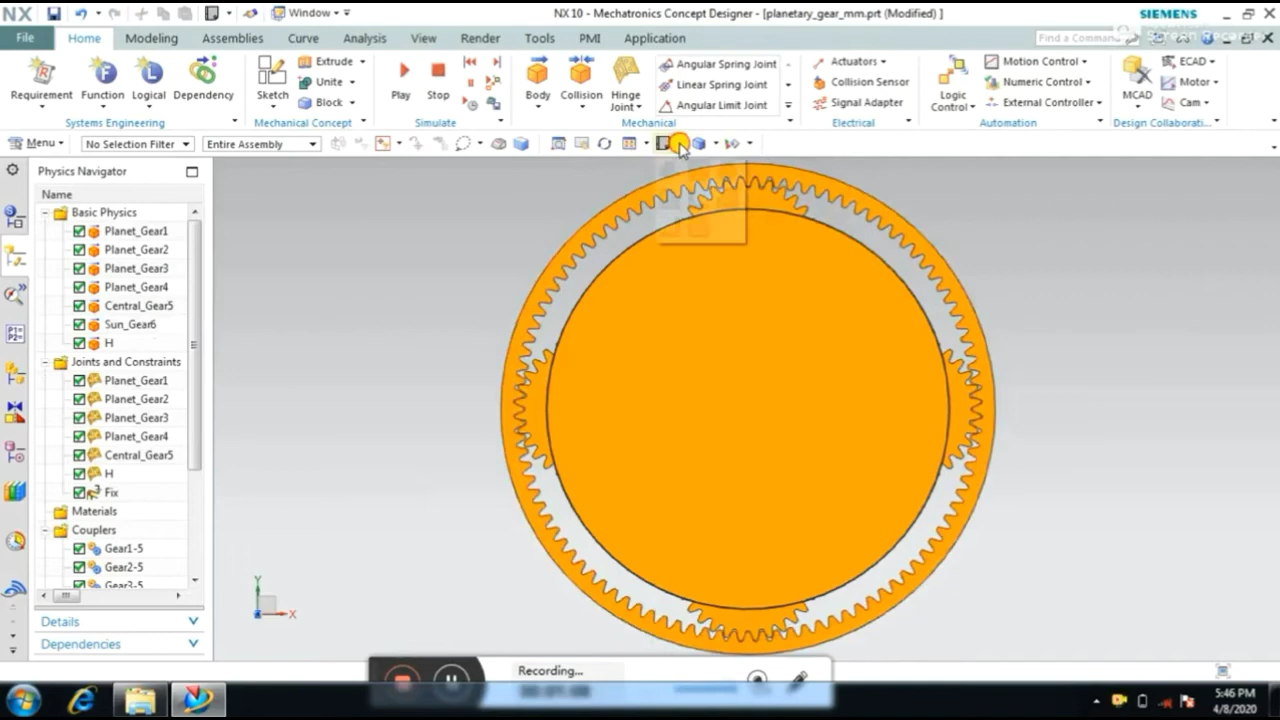 NX
Window
NX 10 - Mechatronics Concept Designer - [planetary_gear_mm.prt (Modified) ]
SIEMENS
File
Home
Modeling
Assemblies
Curve
Analysis
View
Render
Tools
PMI
Application
Find a Command
Requirement
Function
Logical
Dependency
Systems Engineering
Sketch
Extrude
Unite
Block
Mechanical Concept
Play
Stop
Simulate
Body
Collision
Hinge
Joint
Angular Spring Joint
Linear Spring Joint
Angular Limit Joint
Mechanical
Actuators
Collision Sensor
Signal Adapter
Electrical
Logic
Control
Motion Control
Numeric Control
External Controller
Automation
MCAD
ECAD
Motor
Cam
Design Collaborati...
Menu
No Selection Filter
Entire Assembly
Physics Navigator
Name
Basic Physics
Planet_Gear1
Planet_Gear2
Planet_Gear3
Planet_Gear4
Central_Gear5
Sun_Gear6
H
Joints and Constraints
Planet_Gear1
Planet_Gear2
Planet_Gear3
Planet_Gear4
Central_Gear5
H
Fix
Materials
Couplers
Gear1-5
Gear2-5
Gear3-5
Details
Dependencies
Y
X
Recording...
5:46 PM
4/8/2020